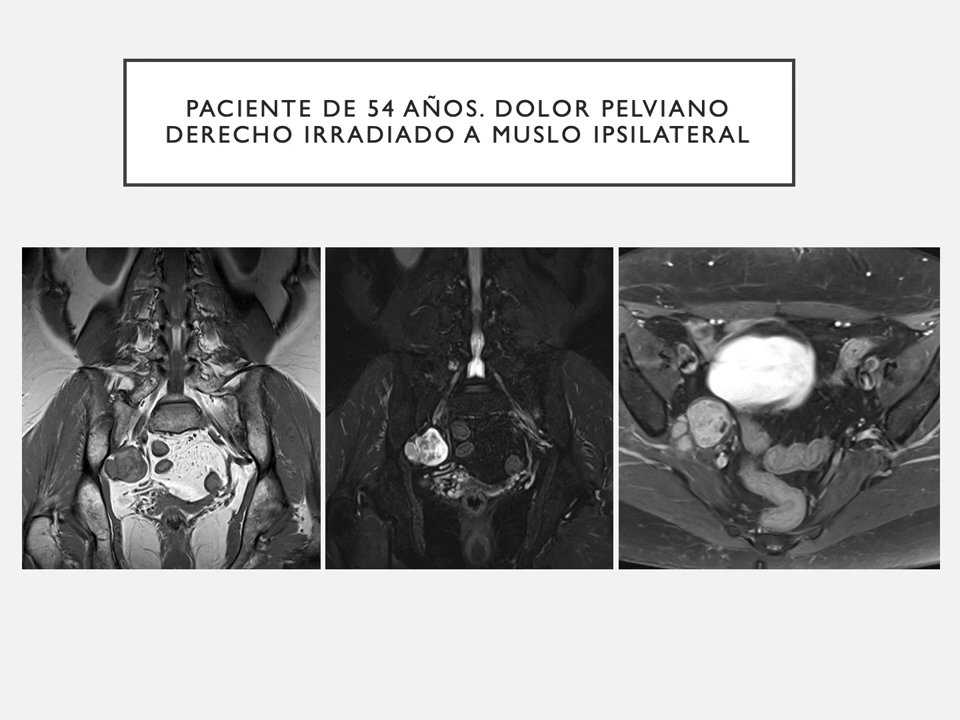 PACIENTE DE 54 AÑOS. DOLOR PELVIANO
DERECHO IRRADIADO A MUSLO IPSILATERAL